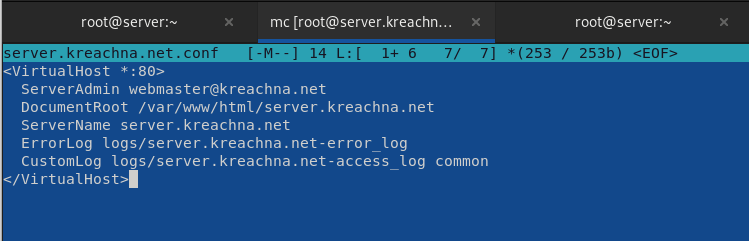 root@server:~ × mc [root@server.kreachna.n… × root@server:~ ×
server.kreachna.net.conf   [-M--] 14 L:[  1+ 6   7/  7] *(253 / 253b) <EOF>
<VirtualHost *:80>
  ServerAdmin webmaster@kreachna.net
  DocumentRoot /var/www/html/server.kreachna.net
  ServerName server.kreachna.net
  ErrorLog logs/server.kreachna.net-error_log
  CustomLog logs/server.kreachna.net-access_log common
</VirtualHost>